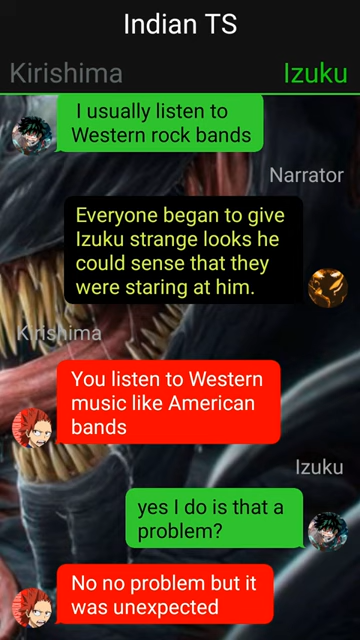 Indian TS
Kirishima
Izuku
I usually listen to
Western rock bands
Narrator
Everyone began to give
Izuku strange looks he
could sense that they
were staring at him.
Kirishima
You listen to Western
music like American
bands
Izuku
yes I do is that a
problem?
No no problem but it
was unexpected